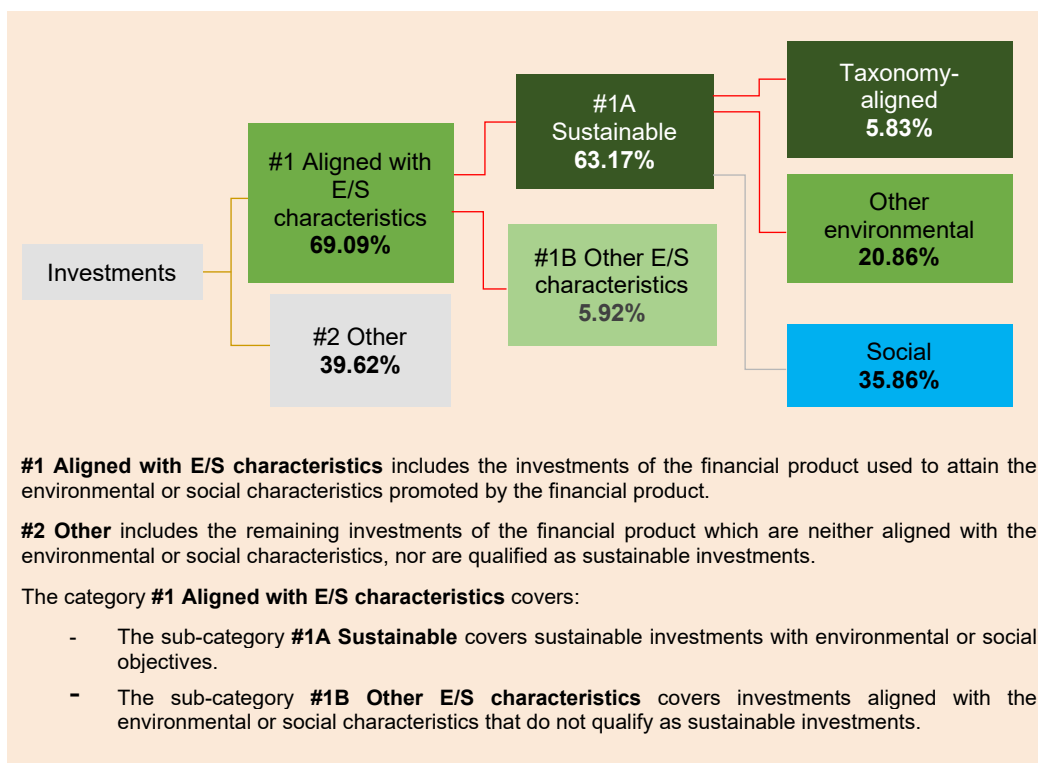 Investments
#1 Aligned with
E/S
characteristics
69.09%
#2 Other
39.62%
#1A
Sustainable
63.17%
#1B Other E/S
characteristics
5.92%
Taxonomy-
aligned
5.83%
Other
environmental
20.86%
Social
35.86%
#1 Aligned with E/S characteristics includes the investments of the financial product used to attain the
environmental or social characteristics promoted by the financial product.
#2 Other includes the remaining investments of the financial product which are neither aligned with the
environmental or social characteristics, nor are qualified as sustainable investments.
The category #1 Aligned with E/S characteristics covers:
- The sub-category #1A Sustainable covers sustainable investments with environmental or social
objectives.
- The sub-category #1B Other E/S characteristics covers investments aligned with the
environmental or social characteristics that do not qualify as sustainable investments.